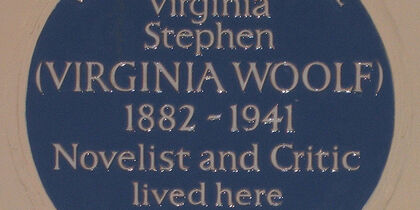 Virginia
Stephen
(VIRGINIA WOOLF)
1882 - 1941
Novelist and Critic
lived here